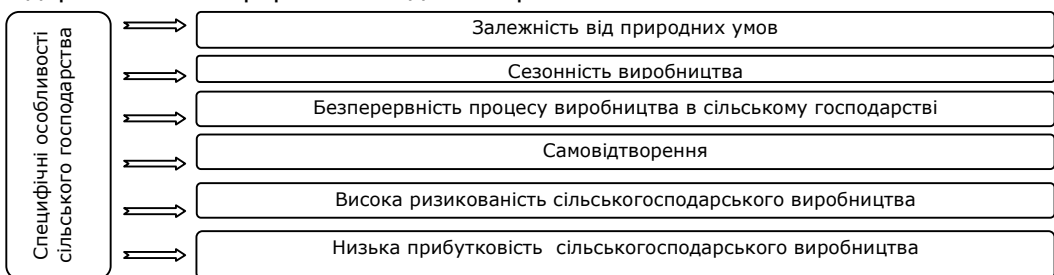 Специфічні особливості
сільського господарства
Залежність від природних умов
Сезонність виробництва
Безперервність процесу виробництва в сільському господарстві
Самовідтворення
Висока ризикованість сільськогосподарського виробництва
Низька прибутковість сільськогосподарського виробництва